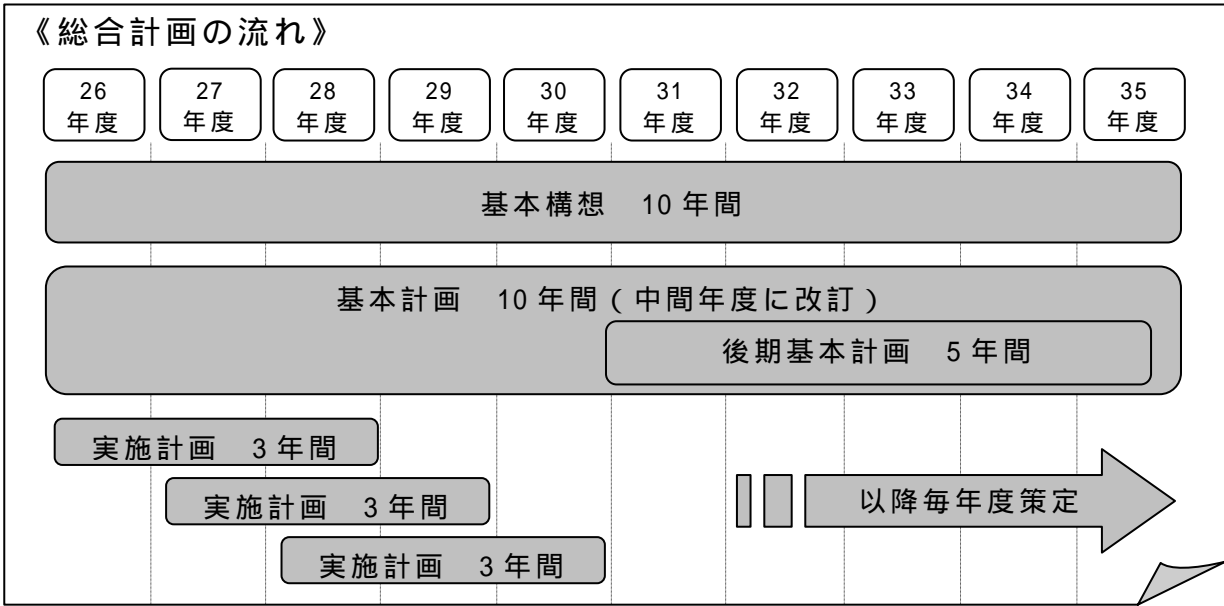 《総合計画の流れ》
26 27 28 29 30 31 32 33 34 35
年度 年度 年度 年度 年度 年度 年度 年度 年度 年度
基本構想 10年間
基本計画 10年間(中間年度に改訂)
後期基本計画 5年間
実施計画 3年間
実施計画 3年間
以降毎年度策定
実施計画 3年間